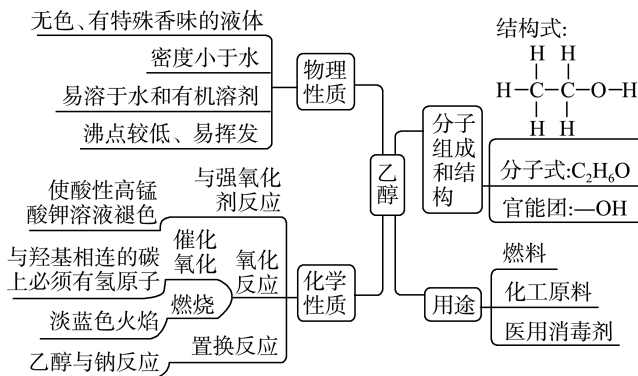 无色、有特殊香味的液体
密度小于水
易溶于水和有机溶剂
沸点较低、易挥发
物理
性质
使酸性高锰
酸钾溶液褪色
与强氧化
剂反应
与羟基相连的碳
上必须有氢原子
催化
氧化
淡蓝色火焰
燃烧
氧化
反应
乙醇与钠反应
置换反应
化学
性质
乙醇
分子
组成
和结
构
结构式:
H H
H—C—C—O—H
H H
分子式:C₂H₆O
官能团:—OH
用途
燃料
化工原料
医用消毒剂